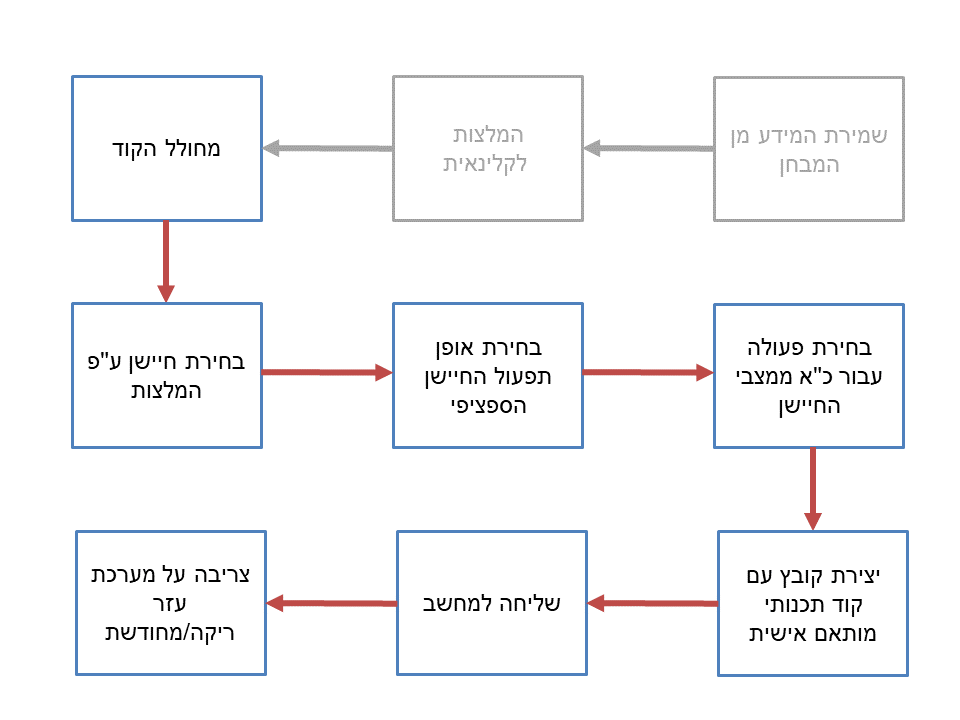 שמירת המידע מן
המבחן
המלצות
לקלינאית
מחולל הקוד
בחירת חיישן ע"פ
המלצות
בחירת אופן
תפעול החיישן
הספציפי
בחירת פעולה
עבור כ"א ממצבי
החיישן
יצירת קובץ עם
קוד תכנותי
מותאם אישית
שליחה למחשב
צריבה על מערכת
עזר
ריקה/מחודשת